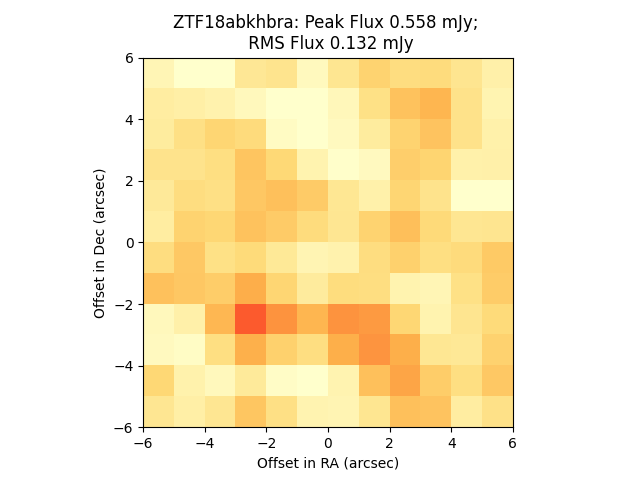 ZTF18abkhbra: Peak Flux 0.558 mJy;
RMS Flux 0.132 mJy
6
4
2
0
−2
−4
−6
Offset in Dec (arcsec)
−6 −4 −2 0 2 4 6
Offset in RA (arcsec)